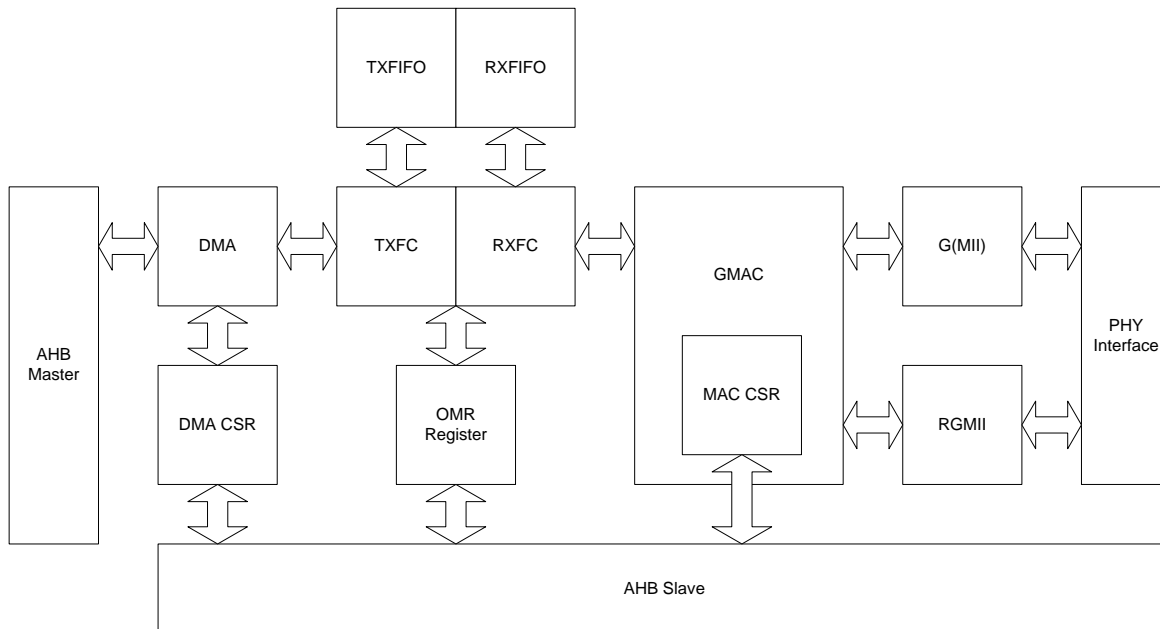 TXFIFO
RXFIFO
AHB
Master
DMA
TXFC
RXFC
GMAC
G(MII)
PHY
Interface
DMA CSR
OMR
Register
MAC CSR
RGMII
AHB Slave